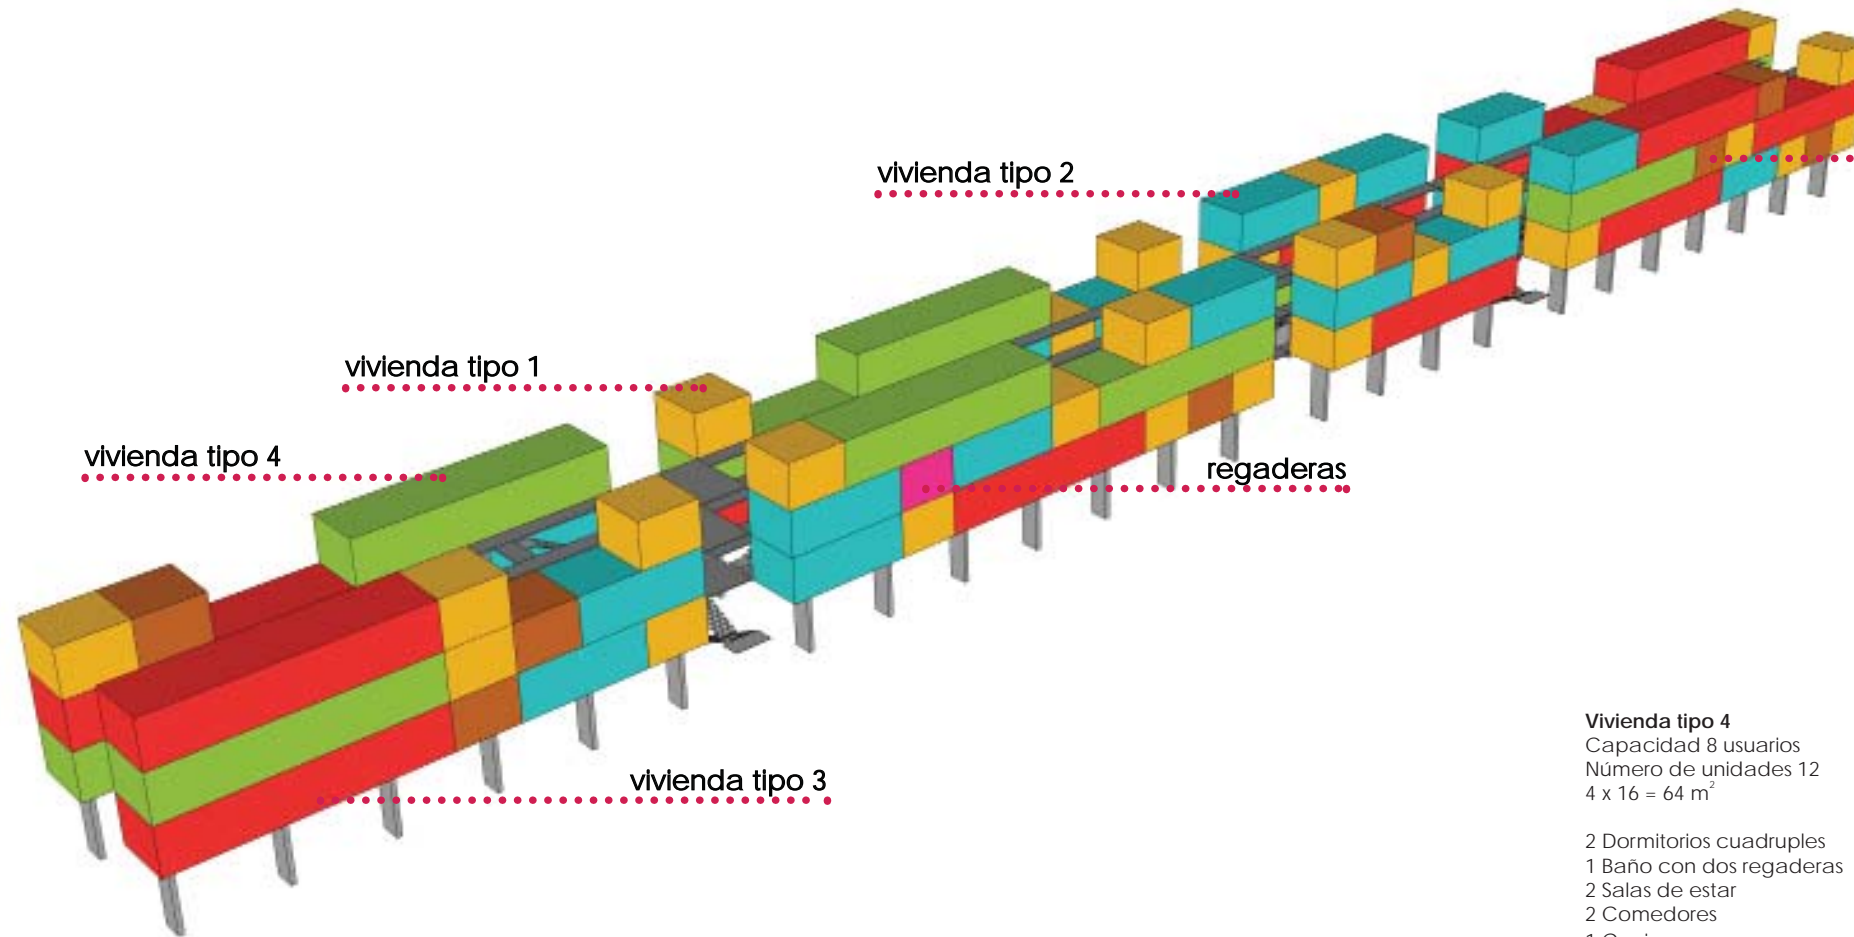 vivienda tipo 2
vivienda tipo 1
vivienda tipo 4
regaderas
vivienda tipo 3
Vivienda tipo 4
Capacidad 8 usuarios
Número de unidades 12
4 x 16 = 64 m²
2 Dormitorios cuadruples
1 Baño con dos regaderas
2 Salas de estar
2 Comedores